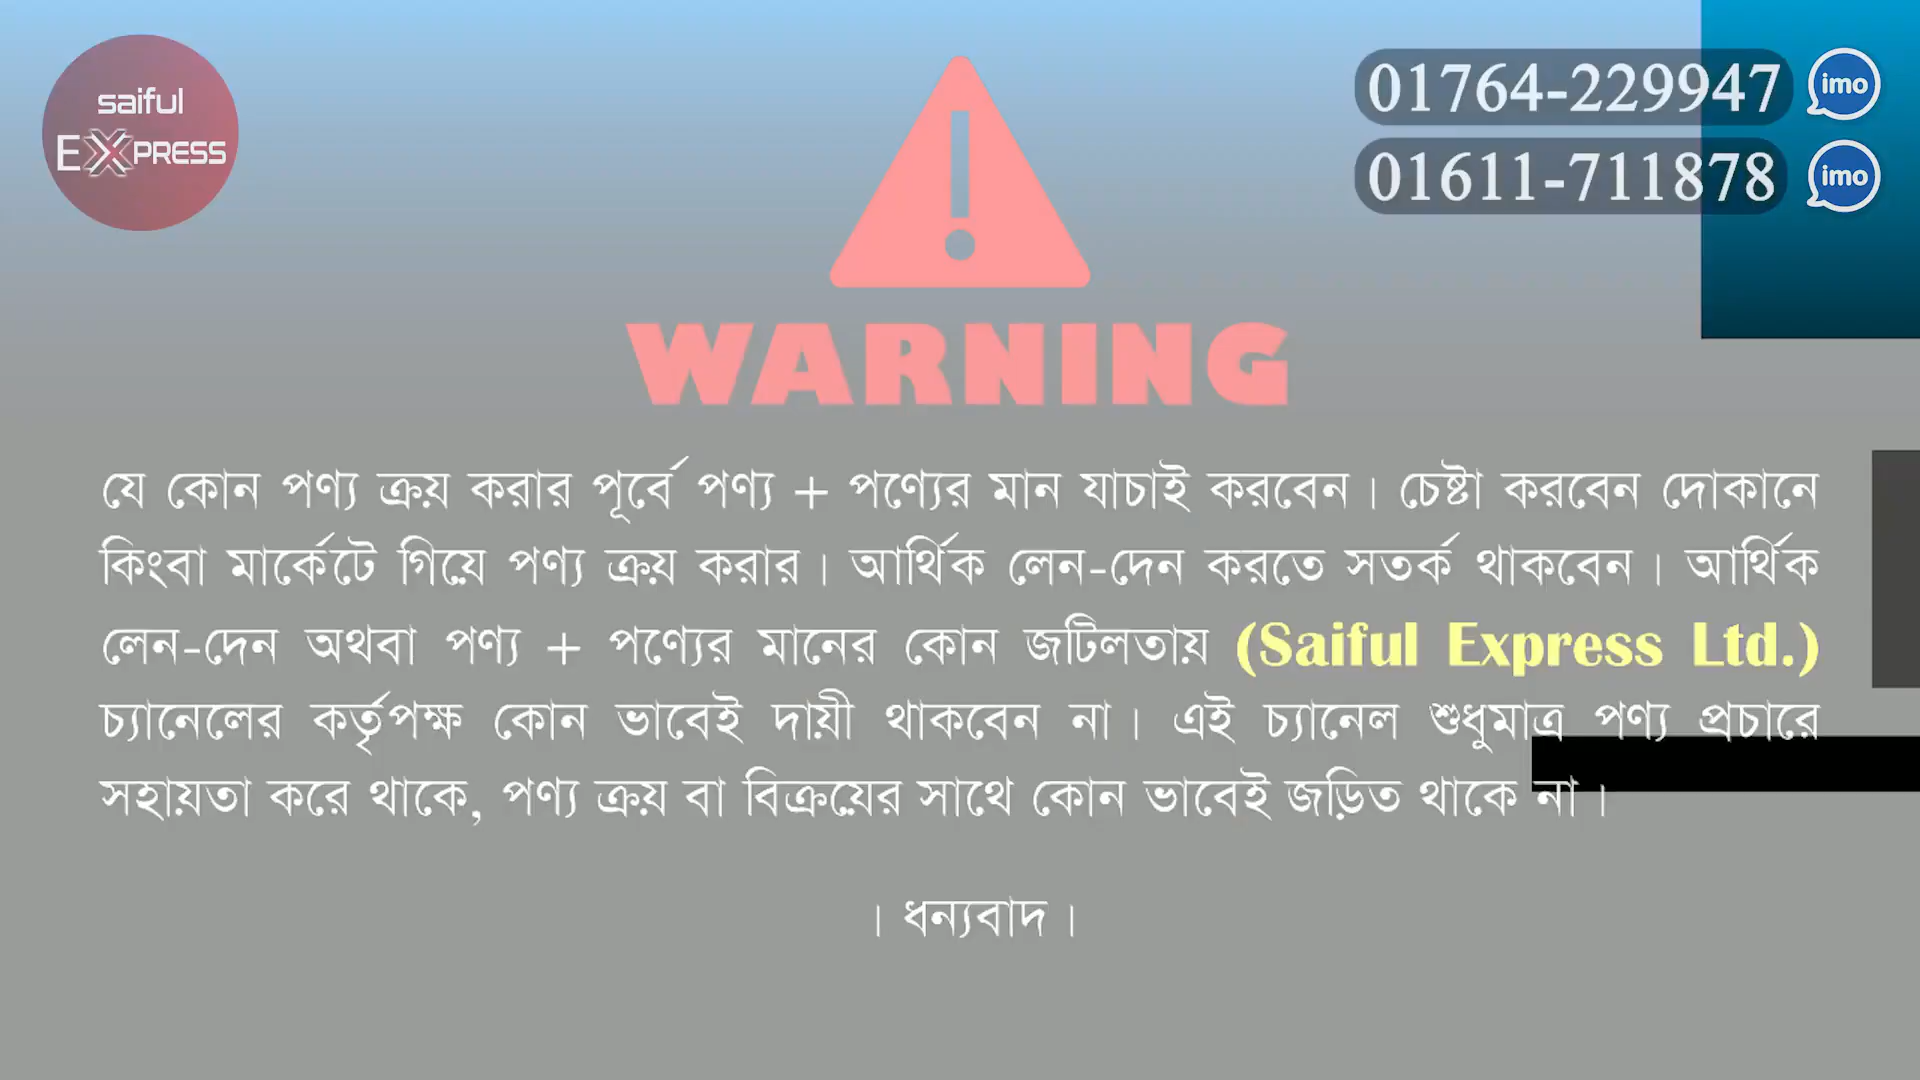 saiful
EXPRESS
01764-229947 imo
01611-711878 imo
WARNING
যে কোন পণ্য ক্রয় করার পূর্বে পণ্য + পণ্যের মান যাচাই করবেন। চেষ্টা করবেন দোকানে
কিংবা মার্কেটে গিয়ে পণ্য ক্রয় করার। আর্থিক লেন-দেন করতে সতর্ক থাকবেন। আর্থিক
লেন-দেন অথবা পণ্য + পণ্যের মানের কোন জটিলতায় (Saiful Express Ltd.)
চ্যানেলের কর্তৃপক্ষ কোন ভাবেই দায়ী থাকবেন না। এই চ্যানেল শুধুমাত্র পণ্য প্রচারে
সহায়তা করে থাকে, পণ্য ক্রয় বা বিক্রয়ের সাথে কোন ভাবেই জড়িত থাকে না।
। ধন্যবাদ ।